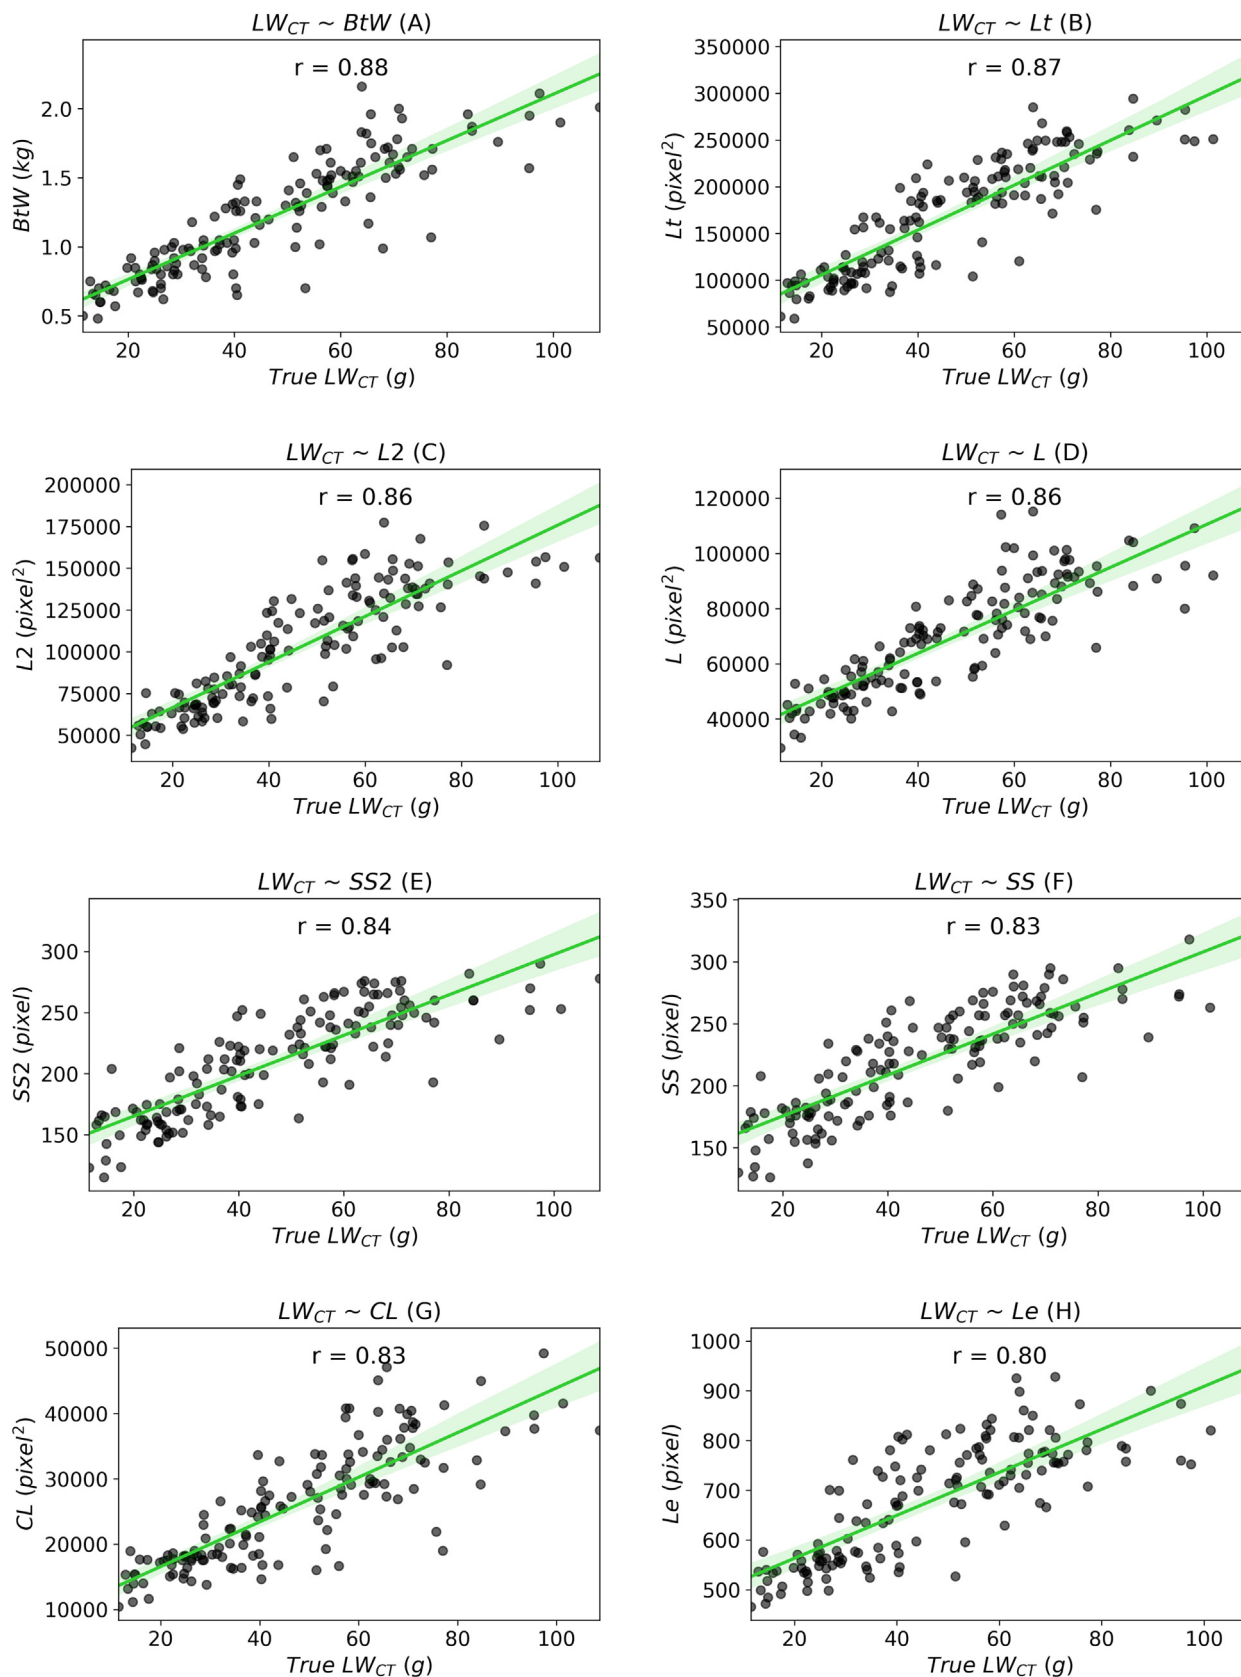 LW_CT ~ BtW (A)
r = 0.88
BtW (kg)
2.0
1.5
1.0
0.5
20 40 60 80 100
True LW_CT (g)
LW_CT ~ Lt (B)
r = 0.87
Lt (pixel²)
350000
300000
250000
200000
150000
100000
50000
20 40 60 80 100
True LW_CT (g)
LW_CT ~ L2 (C)
r = 0.86
L2 (pixel²)
200000
175000
150000
125000
100000
75000
50000
20 40 60 80 100
True LW_CT (g)
LW_CT ~ L (D)
r = 0.86
L (pixel²)
120000
100000
80000
60000
40000
20 40 60 80 100
True LW_CT (g)
LW_CT ~ SS2 (E)
r = 0.84
SS2 (pixel)
300
250
200
150
20 40 60 80 100
True LW_CT (g)
LW_CT ~ SS (F)
r = 0.83
SS (pixel)
350
300
250
200
150
20 40 60 80 100
True LW_CT (g)
LW_CT ~ CL (G)
r = 0.83
CL (pixel²)
50000
40000
30000
20000
10000
20 40 60 80 100
True LW_CT (g)
LW_CT ~ Le (H)
r = 0.80
Le (pixel)
1000
900
800
700
600
500
20 40 60 80 100
True LW_CT (g)